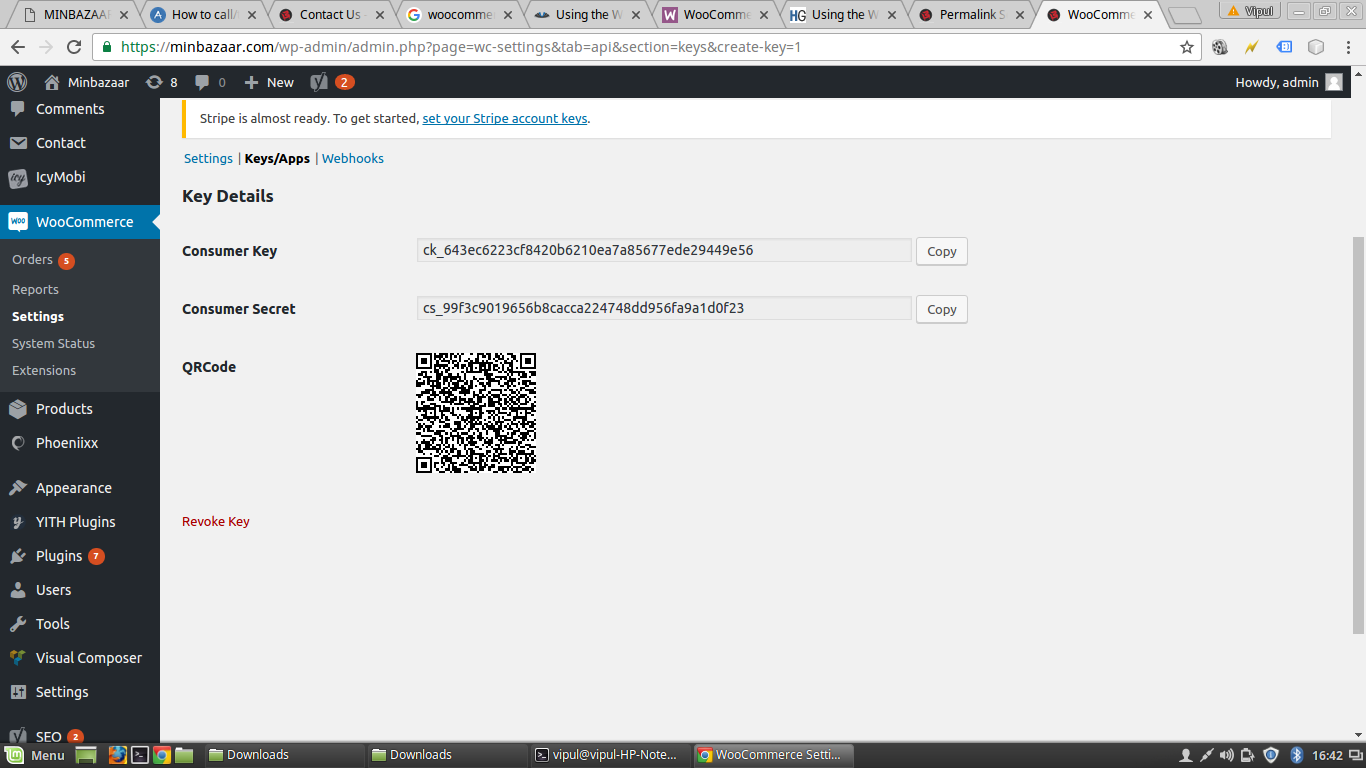 MINBAZAAR
How to call/
Contact Us -
woocomme
Using the W
WooComme
Using the W
Permalink S
WooComme
Vipul
https://minbazaar.com/wp-admin/admin.php?page=wc-settings&tab=api&section=keys&create-key=1
Minbazaar 8 0 New 2 Howdy, admin
Comments
Contact
IcyMobi
WooCommerce
Orders 5
Reports
Settings
System Status
Extensions
Products
Phoeniixx
Appearance
YITH Plugins
Plugins 7
Users
Tools
Visual Composer
Settings
SEO 2
Stripe is almost ready. To get started, set your Stripe account keys.
Settings | Keys/Apps | Webhooks
Key Details
Consumer Key ck_643ec6223cf8420b6210ea7a85677ede29449e56 Copy
Consumer Secret cs_99f3c9019656b8cacca224748dd956fa9a1d0f23 Copy
QRCode
Revoke Key
Menu Downloads Downloads vipul@vipul-HP-Note... WooCommerce Setti... 16:42